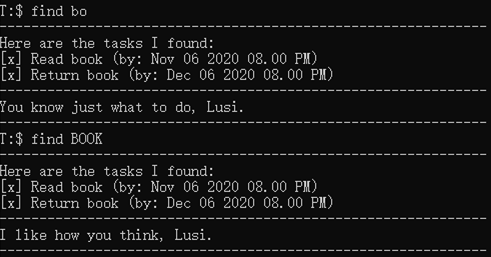 T:$ find bo
------------------------------------------------------------
Here are the tasks I found:
[x] Read book (by: Nov 06 2020 08.00 PM)
[x] Return book (by: Dec 06 2020 08.00 PM)
------------------------------------------------------------
You know just what to do, Lusi.
------------------------------------------------------------
T:$ find BOOK
------------------------------------------------------------
Here are the tasks I found:
[x] Read book (by: Nov 06 2020 08.00 PM)
[x] Return book (by: Dec 06 2020 08.00 PM)
------------------------------------------------------------
I like how you think, Lusi.
------------------------------------------------------------